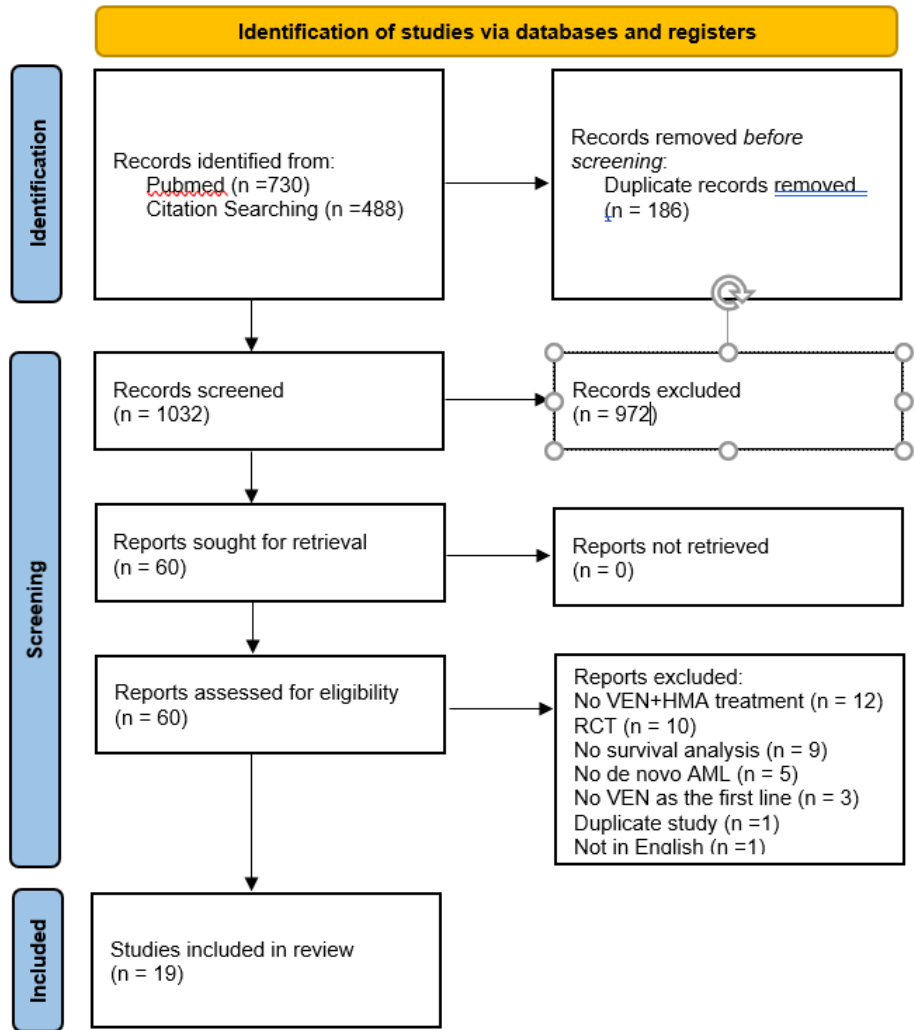 Identification of studies via databases and registers
Identification
Records identified from:
Pubmed (n =730)
Citation Searching (n =488)
Records removed before
screening:
Duplicate records removed
(n = 186)
Screening
Records screened
(n = 1032)
Records excluded
(n = 972)
Reports sought for retrieval
(n = 60)
Reports not retrieved
(n = 0)
Reports assessed for eligibility
(n = 60)
Reports excluded:
No VEN+HMA treatment (n = 12)
RCT (n = 10)
No survival analysis (n = 9)
No de novo AML (n = 5)
No VEN as the first line (n = 3)
Duplicate study (n =1)
Not in English (n =1)
Included
Studies included in review
(n = 19)